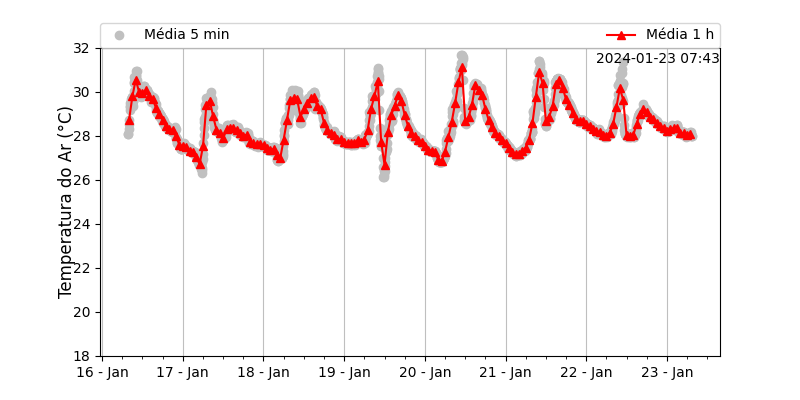 Média 5 min
Média 1 h
2024-01-23 07:43
Temperatura do Ar (°C)
32
30
28
26
24
22
20
18
16 - Jan
17 - Jan
18 - Jan
19 - Jan
20 - Jan
21 - Jan
22 - Jan
23 - Jan